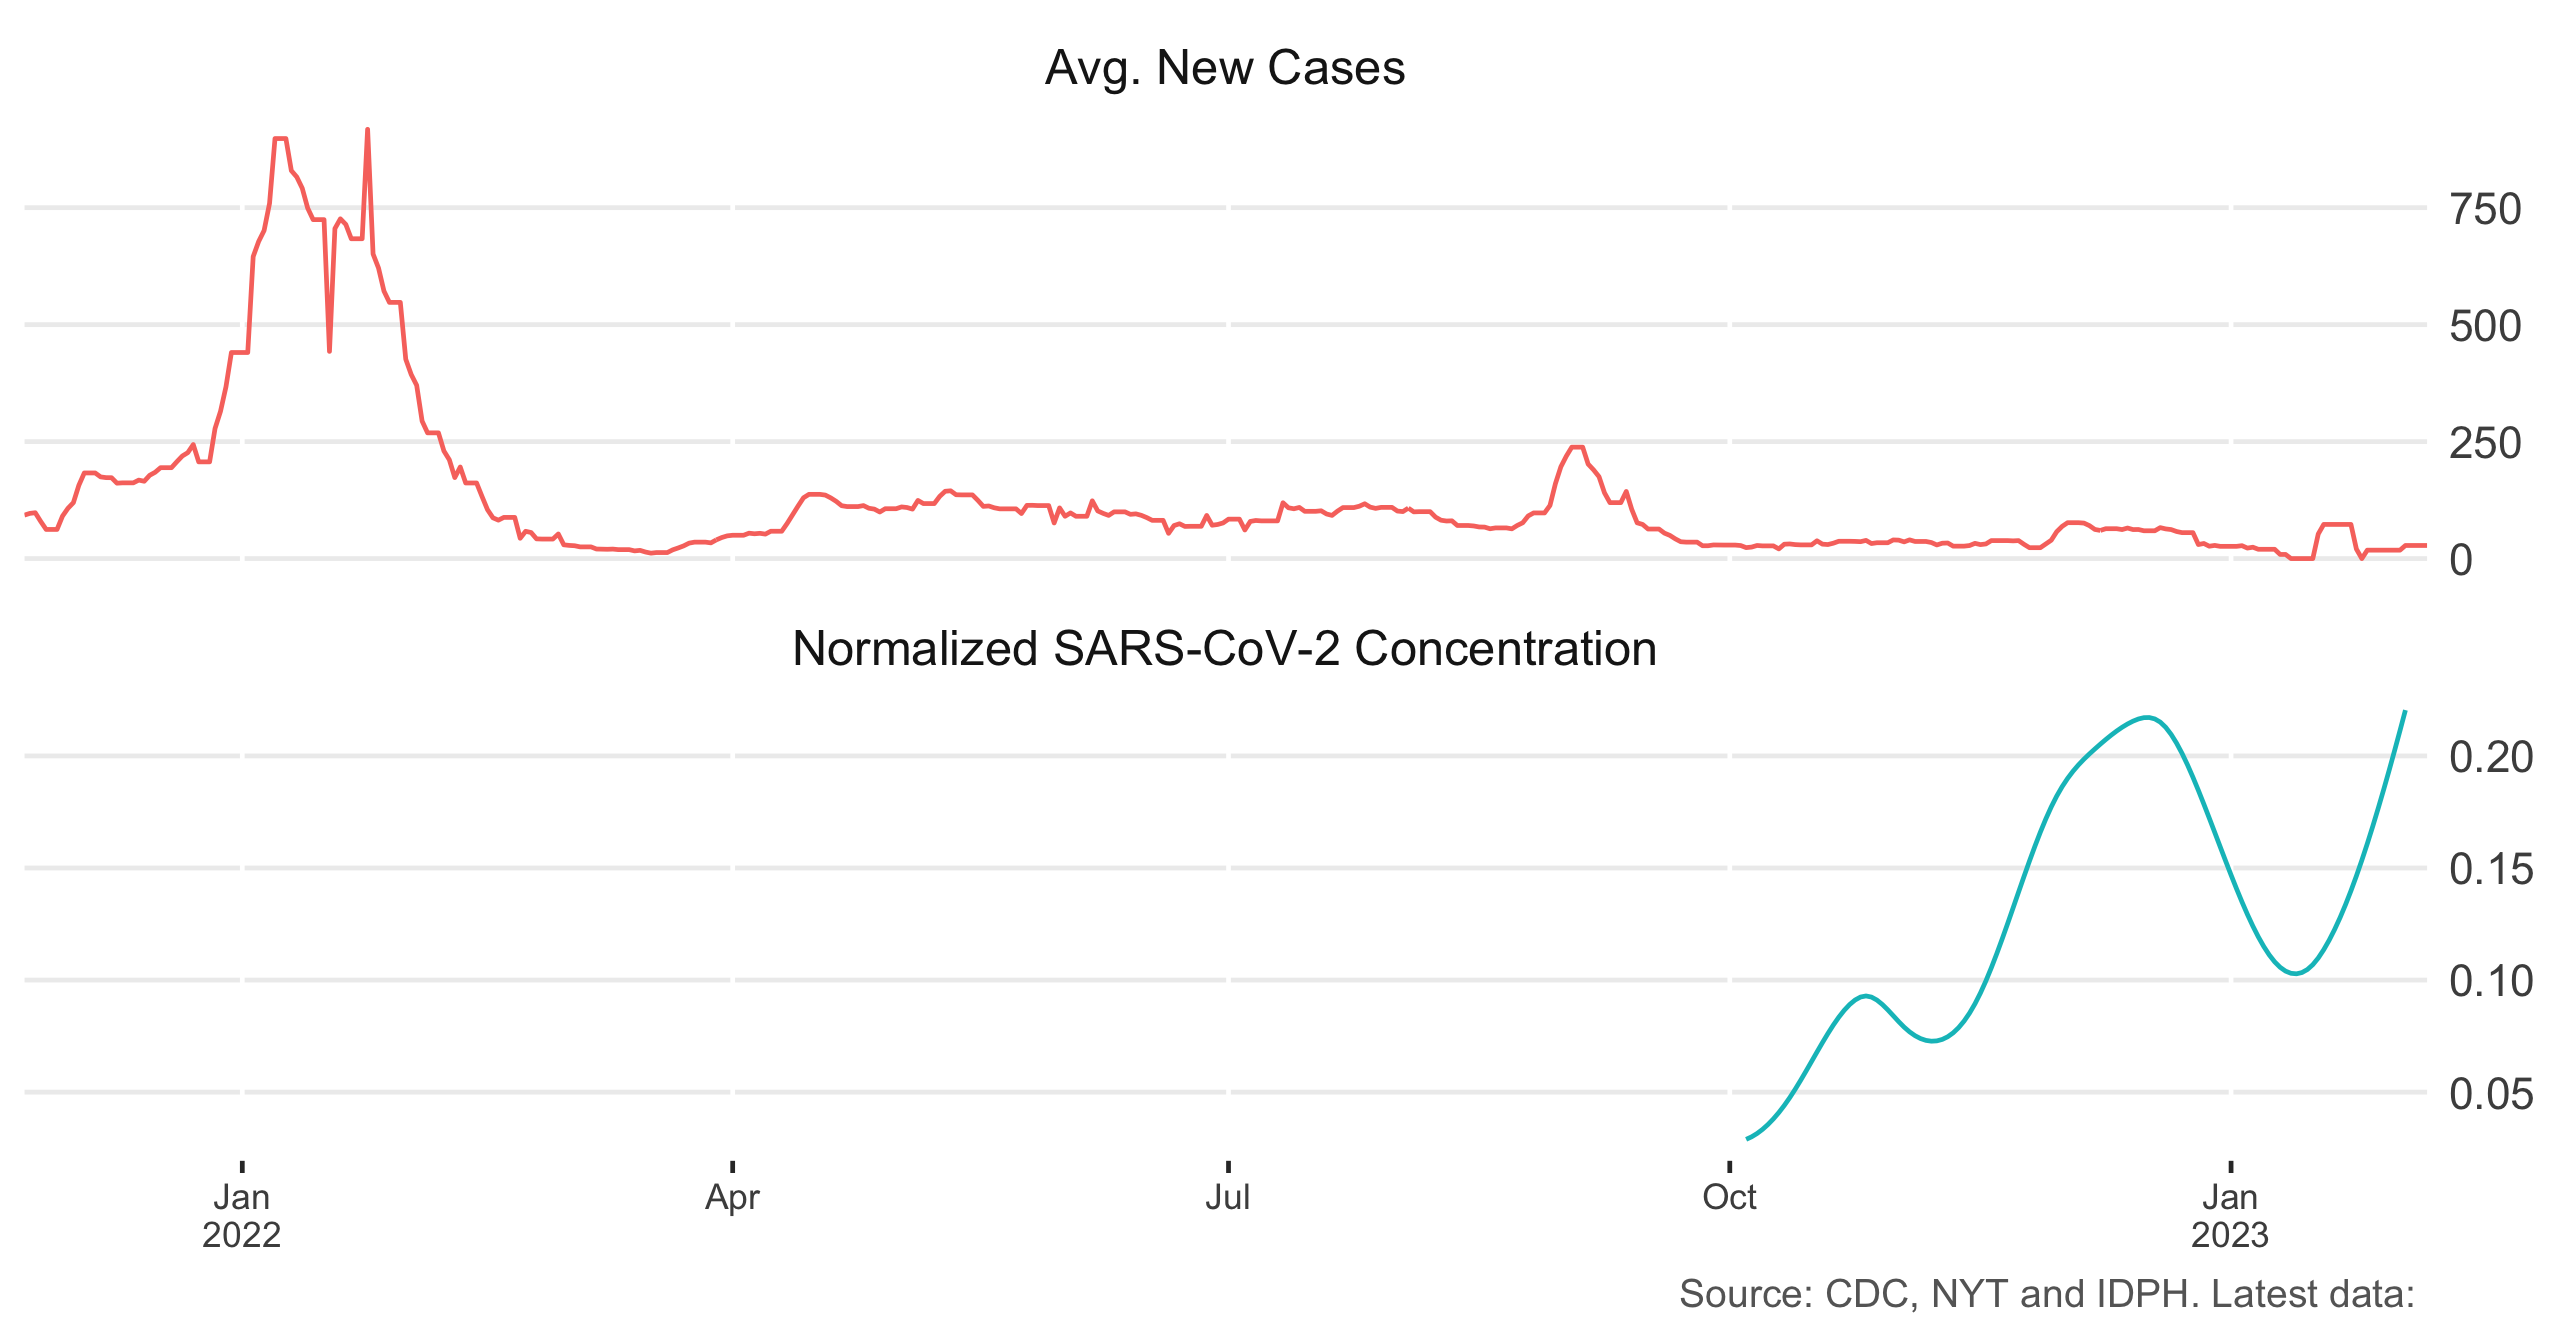 Avg. New Cases
750
500
250
0
Normalized SARS-CoV-2 Concentration
0.20
0.15
0.10
0.05
Jan Apr Jul Oct Jan
2022 2023
Source: CDC, NYT and IDPH. Latest data: